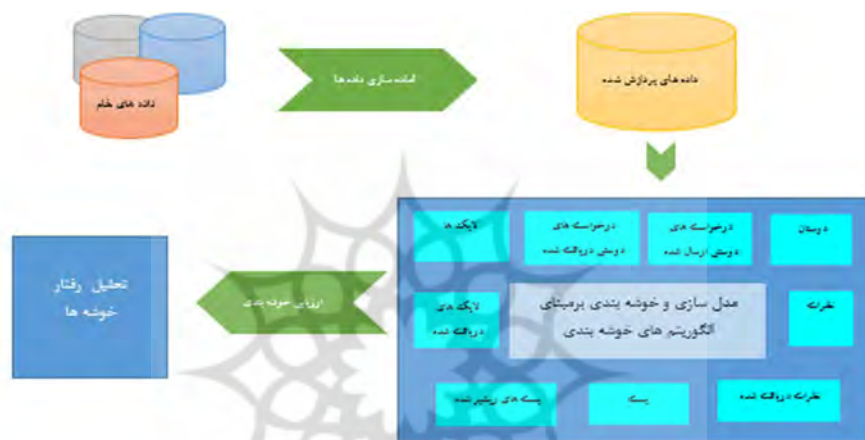 داده های خام
آماده سازی داده ها
داده های پردازش شده
دوستان
درخواست های
دوستی ارسال شده
درخواست های
دوستی دریافت شده
لایک ها
نظرات
مدل سازی و خوشه بندی برمبنای
الگوریتم های خوشه بندی
لایک های
دریافت شده
نظرات دریافت شده
پست
پست های ریشیر شده
ارزیابی خوشه بندی
تحلیل رفتار
خوشه ها